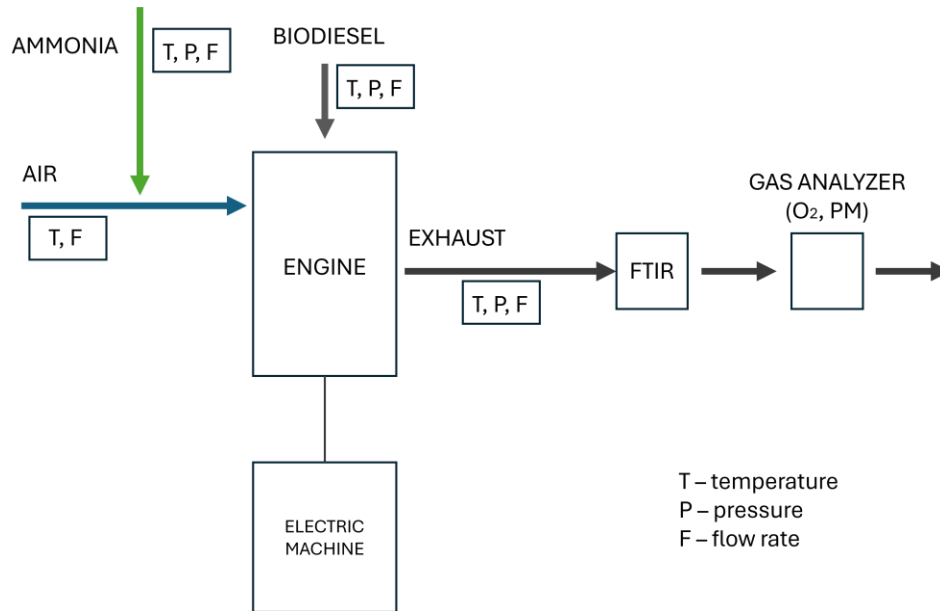 AMMONIA
T, P, F
BIODIESEL
T, P, F
AIR
T, F
ENGINE
EXHAUST
T, P, F
FTIR
GAS ANALYZER
(O₂, PM)
ELECTRIC
MACHINE
T – temperature
P – pressure
F – flow rate